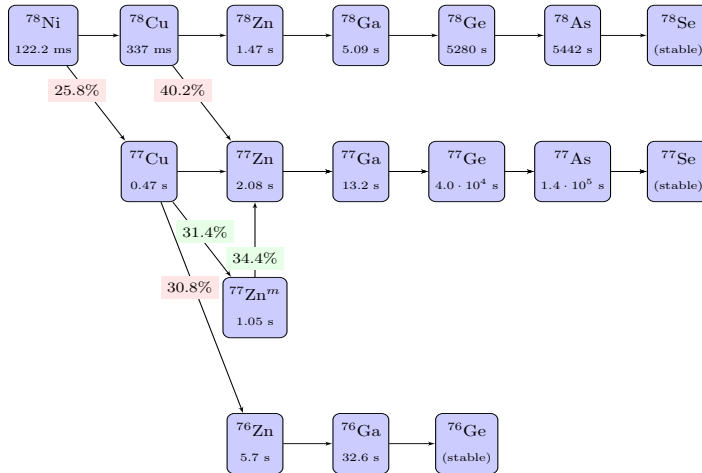 ⁷⁸Ni
122.2 ms
⁷⁸Cu
337 ms
⁷⁸Zn
1.47 s
⁷⁸Ga
5.09 s
⁷⁸Ge
5280 s
⁷⁸As
5442 s
⁷⁸Se
(stable)
25.8%
40.2%
⁷⁷Cu
0.47 s
⁷⁷Zn
2.08 s
⁷⁷Ga
13.2 s
⁷⁷Ge
4.0 · 10⁴ s
⁷⁷As
1.4 · 10⁵ s
⁷⁷Se
(stable)
31.4%
34.4%
30.8%
⁷⁷Znᵐ
1.05 s
⁷⁶Zn
5.7 s
⁷⁶Ga
32.6 s
⁷⁶Ge
(stable)